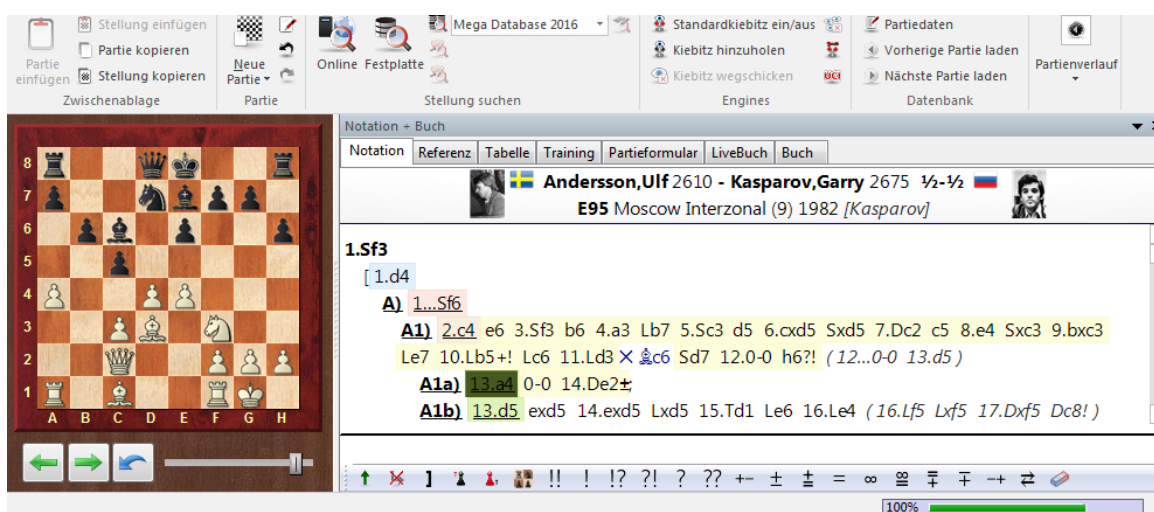 Stellung einfügen
Partie kopieren
Stellung kopieren
Partie einfügen
Zwischenablage
Neue Partie
Partie
Online Festplatte
Mega Database 2016
Stellung suchen
Standardkiebitz ein/aus
Kiebitz hinzuholen
Kiebitz wegschicken
UCI
Engines
Partiedaten
Vorherige Partie laden
Nächste Partie laden
Datenbank
Partienverlauf
Notation + Buch
Notation Referenz Tabelle Training Partieformular LiveBuch Buch
Andersson,Ulf 2610 - Kasparov,Garry 2675 ½-½
E95 Moscow Interzonal (9) 1982 [Kasparov]
1.Sf3
[ 1.d4
A) 1...Sf6
A1) 2.c4 e6 3.Sf3 b6 4.a3 Lb7 5.Sc3 d5 6.cxd5 Sxd5 7.Dc2 c5 8.e4 Sxc3 9.bxc3
Le7 10.Lb5+! Lc6 11.Ld3 ✕ ♗c6 Sd7 12.0-0 h6?! (12...0-0 13.d5 )
A1a) 13.a4 0-0 14.De2±;
A1b) 13.d5 exd5 14.exd5 Lxd5 15.Td1 Le6 16.Le4 (16.Lf5 Lxf5 17.Dxf5 Dc8! )
8
7
6
5
4
3
2
1
A B C D E F G H
] !! ! !? ?! ? ?? +- ± ⩲ = ∞ ⩱ ∓ -+ ⇄
100%